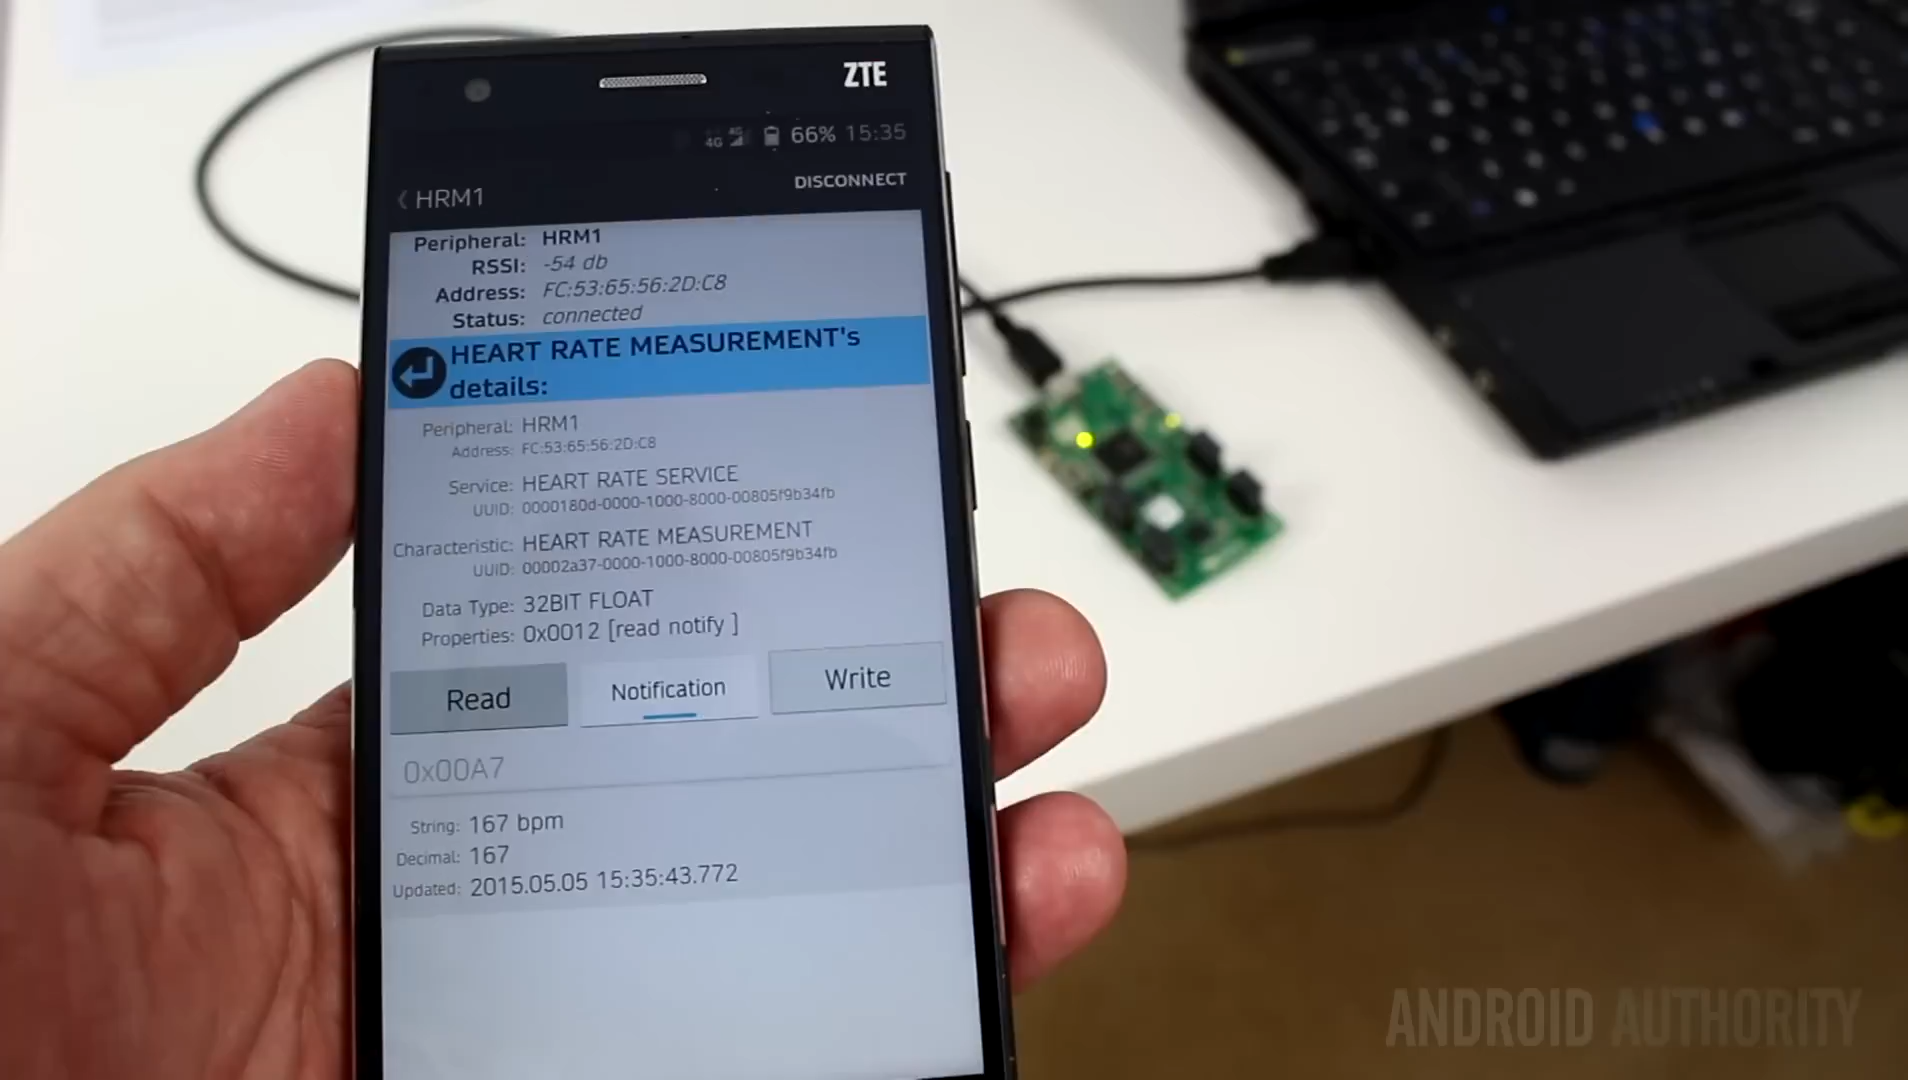 ZTE
4G 4G 66% 15:35
HRM1 DISCONNECT
Peripheral: HRM1
RSSI: -54 db
Address: FC:53:65:56:2D:C8
Status: connected
HEART RATE MEASUREMENT's
details:
Peripheral: HRM1
Address: FC:53:65:56:2D:C8
Service: HEART RATE SERVICE
UUID: 0000180d-0000-1000-8000-00805f9b34fb
Characteristic: HEART RATE MEASUREMENT
UUID: 00002a37-0000-1000-8000-00805f9b34fb
Data Type: 32BIT FLOAT
Properties: 0x0012 [read notify ]
Read Notification Write
0x00A7
String: 167 bpm
Decimal: 167
Updated: 2015.05.05 15:35:43.772
ANDROID AUTHORITY